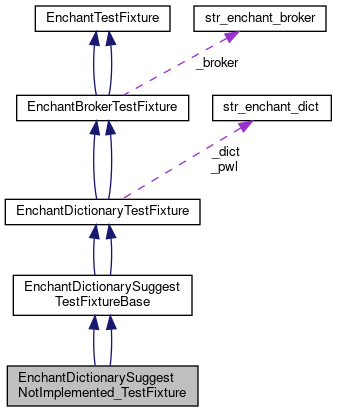 EnchantTestFixture
str_enchant_broker
_broker
EnchantBrokerTestFixture
str_enchant_dict
_dict
_pwl
EnchantDictionaryTestFixture
EnchantDictionarySuggest
TestFixtureBase
EnchantDictionarySuggest
NotImplemented_TestFixture